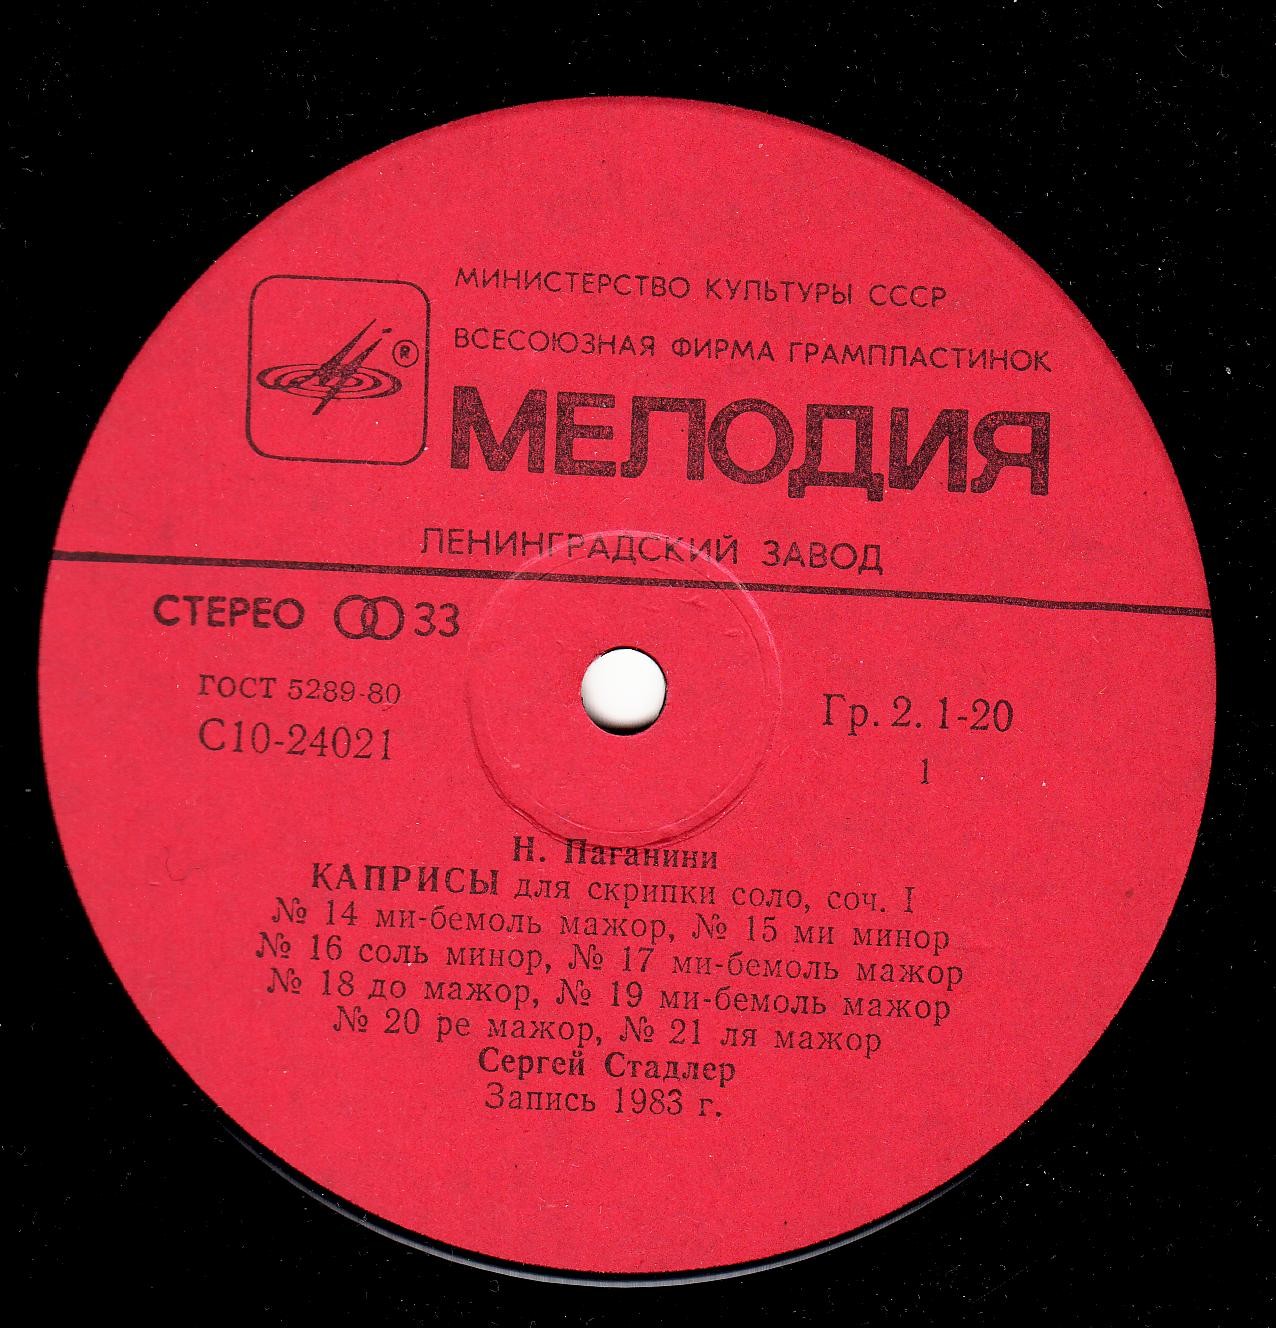 МИНИСТЕРСТВО КУЛЬТУРЫ СССР
ВСЕСОЮЗНАЯ ФИРМА ГРАМПЛАСТИНОК
®
МЕЛОДИЯ
ЛЕНИНГРАДСКИЙ ЗАВОД
СТЕРЕО 33
ГОСТ 5289-80
С10-24021
Гр. 2. 1-20
1
Н. Паганини
КАПРИСЫ для скрипки соло, соч. I
№ 14 ми-бемоль мажор, № 15 ми минор
№ 16 соль минор, № 17 ми-бемоль мажор
№ 18 до мажор, № 19 ми-бемоль мажор
№ 20 ре мажор, № 21 ля мажор
Сергей Стадлер
Запись 1983 г.